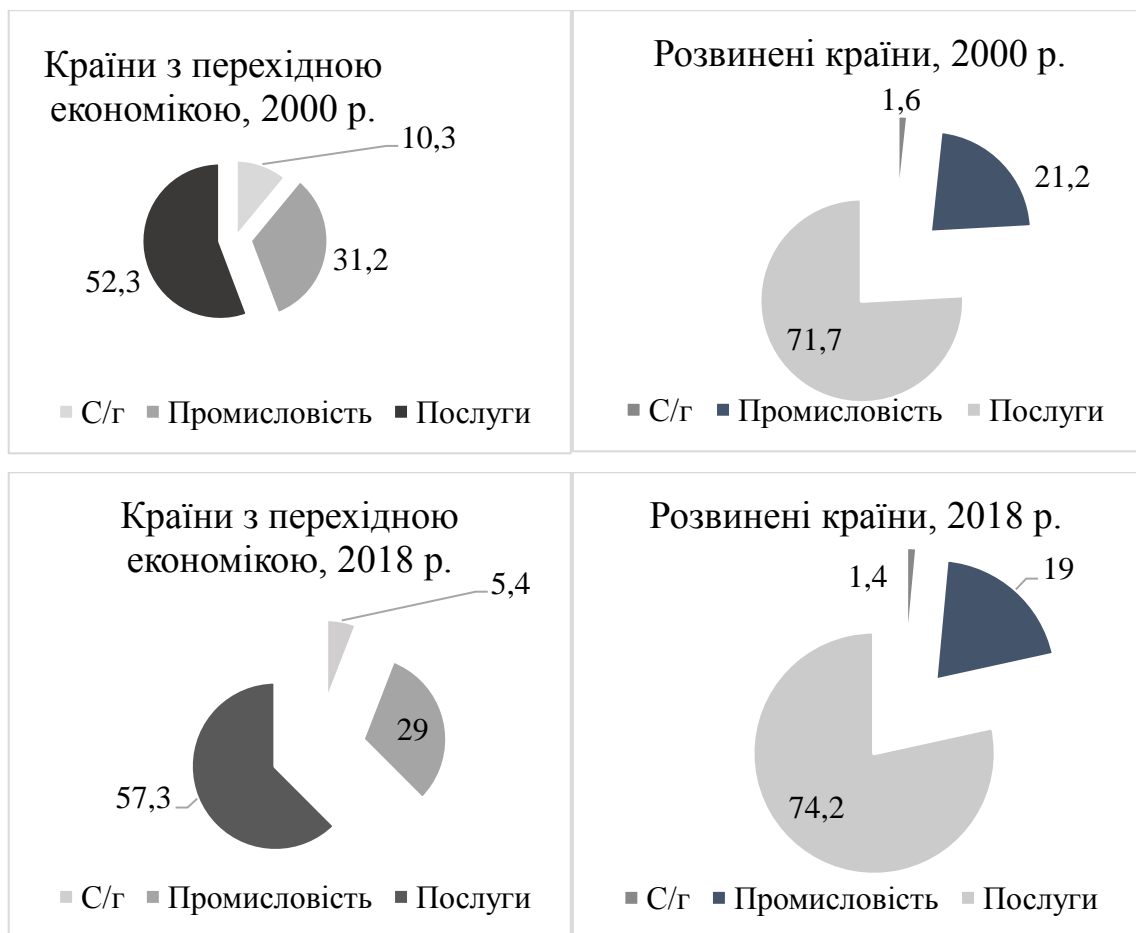 Країни з перехідною
економікою, 2000 р.
10,3
31,2
52,3
С/г Промисловість Послуги
Розвинені країни, 2000 р.
1,6
21,2
71,7
С/г Промисловість Послуги
Країни з перехідною
економікою, 2018 р.
5,4
29
57,3
С/г Промисловість Послуги
Розвинені країни, 2018 р.
1,4
19
74,2
С/г Промисловість Послуги